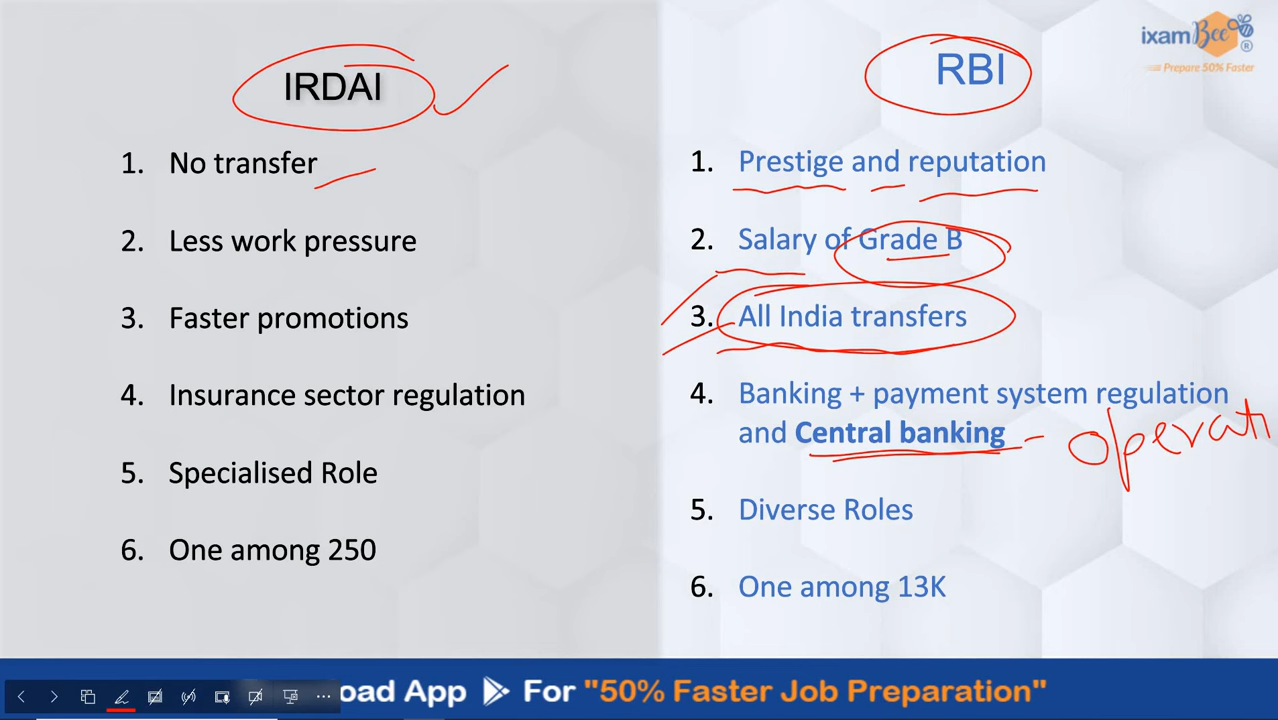 ixamBee
Prepare 50% Faster
IRDAI
1. No transfer
2. Less work pressure
3. Faster promotions
4. Insurance sector regulation
5. Specialised Role
6. One among 250
RBI
1. Prestige and reputation
2. Salary of Grade B
3. All India transfers
4. Banking + payment system regulation
and Central banking - operati
5. Diverse Roles
6. One among 13K
oad App For "50% Faster Job Preparation"